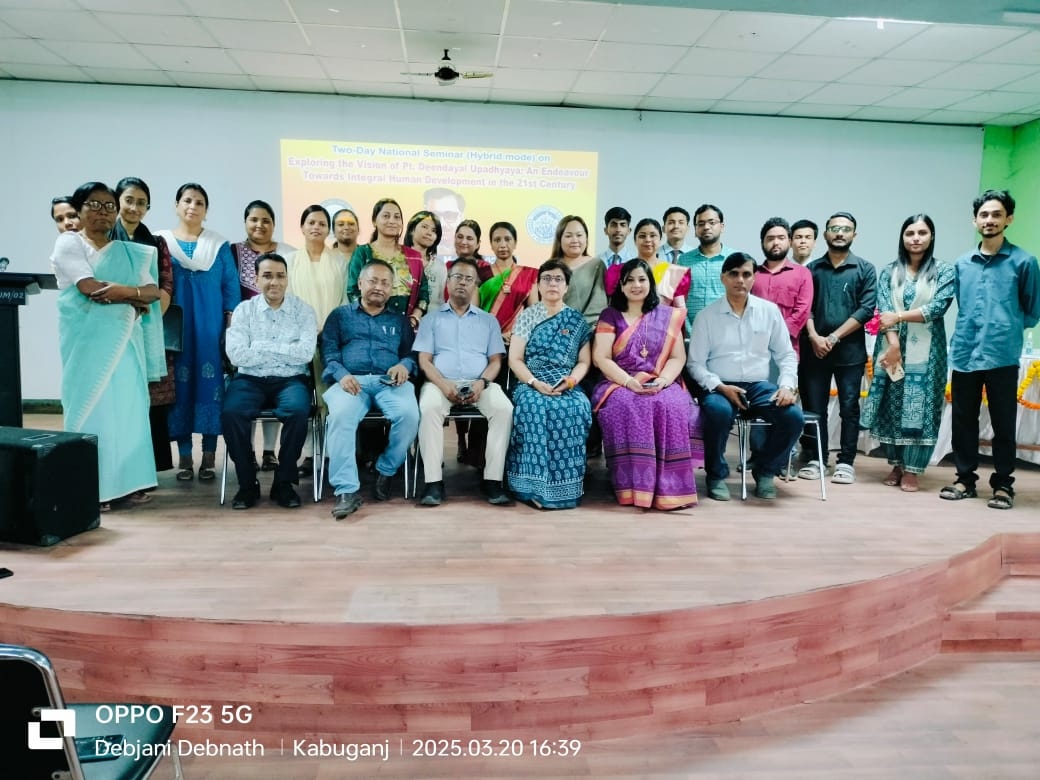 Two-Day National Seminar (Hybrid mode) on
Exploring the Vision of Pt. Deendayal Upadhyaya: An Endeavour
Towards Integral Human Development in the 21st Century
OPPO F23 5G
Debjani Debnath | Kabuganj | 2025.03.20 16:39